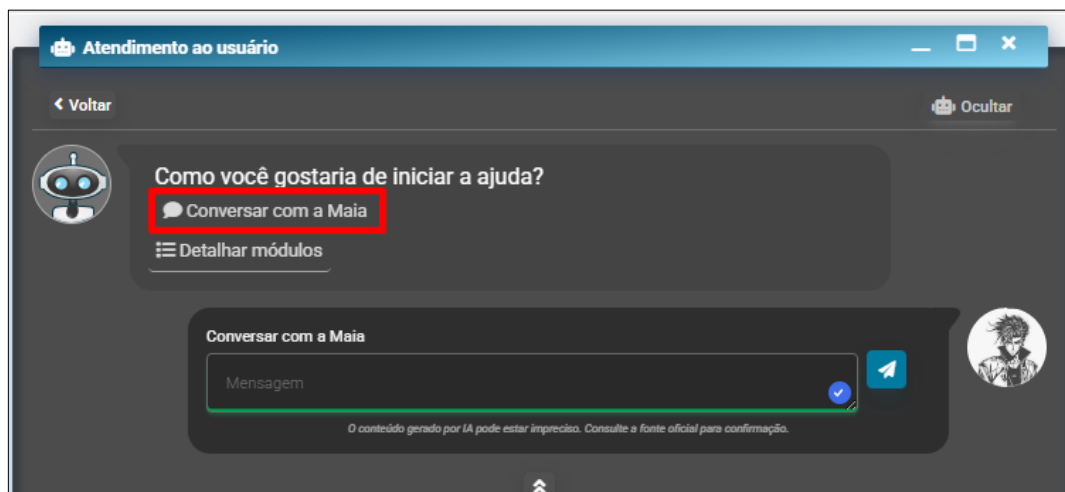 Atendimento ao usuário
Voltar
Ocultar
Como você gostaria de iniciar a ajuda?
Conversar com a Maia
Detalhar módulos
Conversar com a Maia
Mensagem
O conteúdo gerado por IA pode estar impreciso. Consulte a fonte oficial para confirmação.